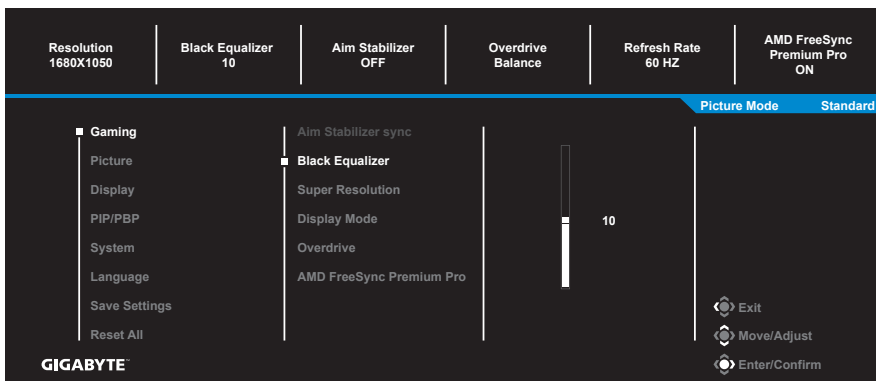 Resolution
1680X1050
Black Equalizer
10
Aim Stabilizer
OFF
Overdrive
Balance
Refresh Rate
60 HZ
AMD FreeSync
Premium Pro
ON
Picture Mode Standard
Gaming
Picture
Display
PIP/PBP
System
Language
Save Settings
Reset All
Aim Stabilizer sync
Black Equalizer
Super Resolution
Display Mode
Overdrive
AMD FreeSync Premium Pro
10
Exit
Move/Adjust
Enter/Confirm
GIGABYTE™